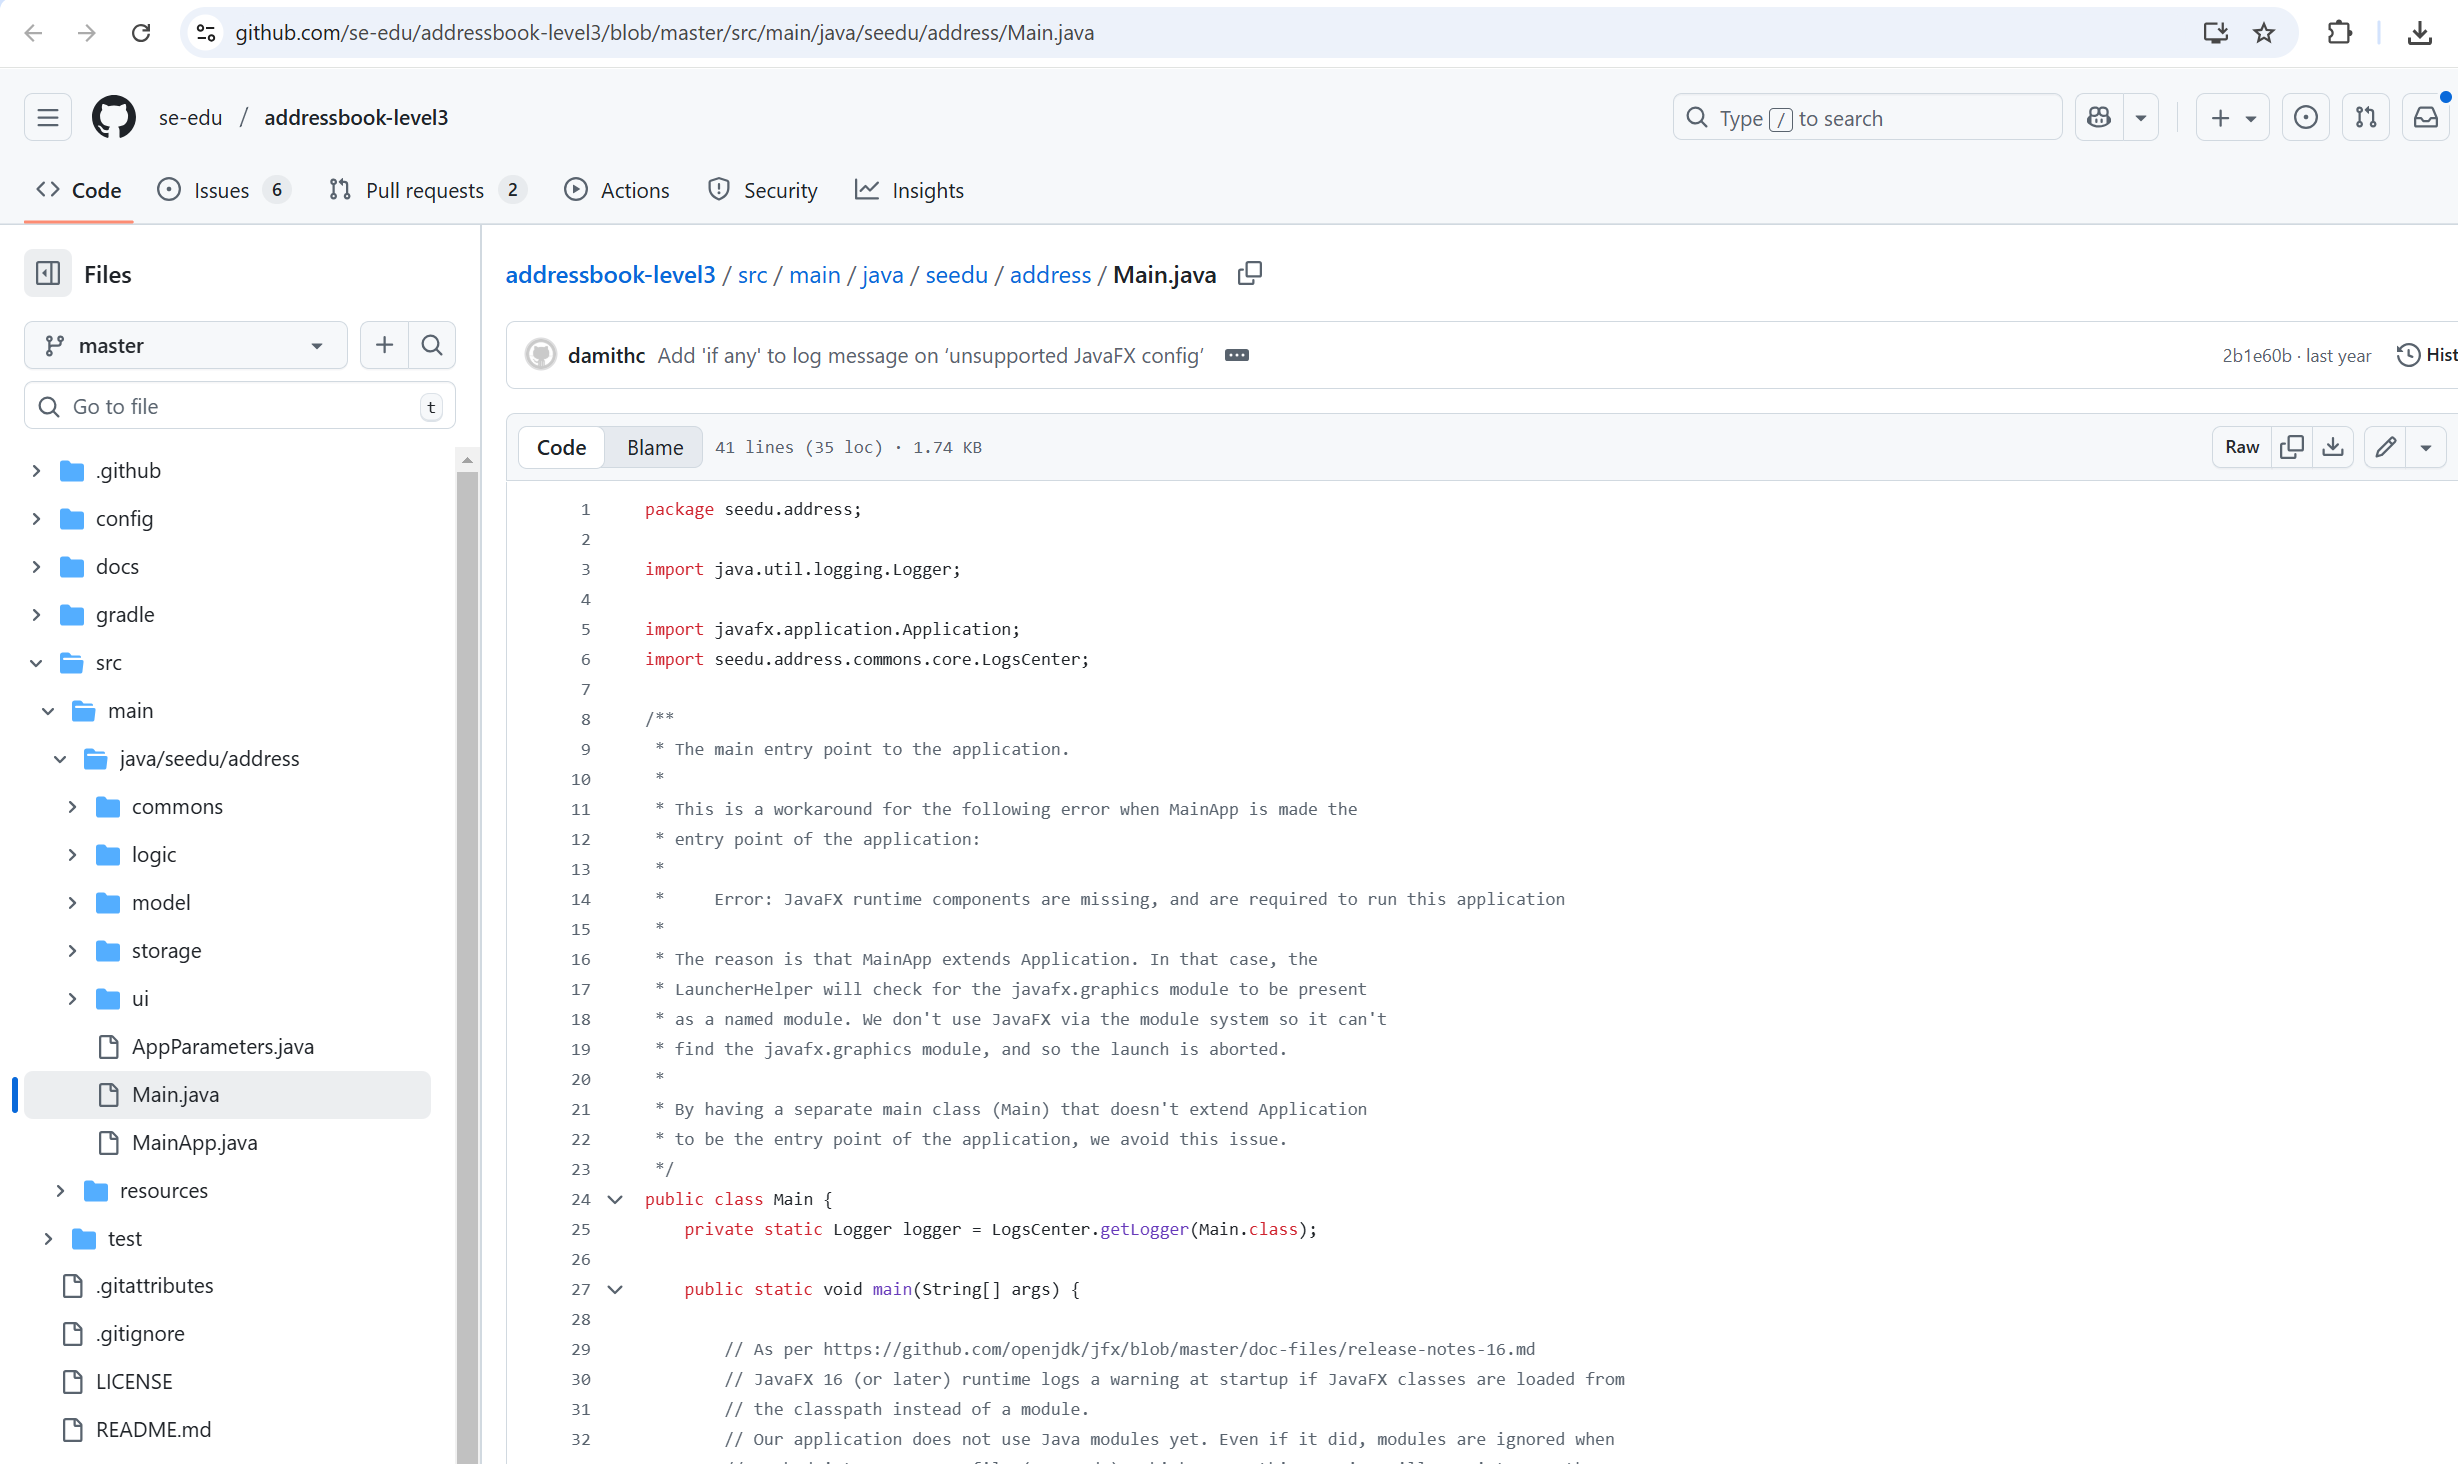 github.com/se-edu/addressbook-level3/blob/master/src/main/java/seedu/address/Main.java
se-edu / addressbook-level3
Type / to search
Code
Issues 6
Pull requests 2
Actions
Security
Insights
Files
master
Go to file
t
.github
config
docs
gradle
src
main
java/seedu/address
commons
logic
model
storage
ui
AppParameters.java
Main.java
MainApp.java
resources
test
.gitattributes
.gitignore
LICENSE
README.md
addressbook-level3 / src / main / java / seedu / address / Main.java
damithc Add 'if any' to log message on ‘unsupported JavaFX config’
2b1e60b · last year
Hist
Code Blame 41 lines (35 loc) · 1.74 KB
Raw
1 package seedu.address;
2
3 import java.util.logging.Logger;
4
5 import javafx.application.Application;
6 import seedu.address.commons.core.LogsCenter;
7
8 /**
9 * The main entry point to the application.
10 *
11 * This is a workaround for the following error when MainApp is made the
12 * entry point of the application:
13 *
14 *     Error: JavaFX runtime components are missing, and are required to run this application
15 *
16 * The reason is that MainApp extends Application. In that case, the
17 * LauncherHelper will check for the javafx.graphics module to be present
18 * as a named module. We don't use JavaFX via the module system so it can't
19 * find the javafx.graphics module, and so the launch is aborted.
20 *
21 * By having a separate main class (Main) that doesn't extend Application
22 * to be the entry point of the application, we avoid this issue.
23 */
24 public class Main {
25     private static Logger logger = LogsCenter.getLogger(Main.class);
26
27     public static void main(String[] args) {
28
29         // As per https://github.com/openjdk/jfx/blob/master/doc-files/release-notes-16.md
30         // JavaFX 16 (or later) runtime logs a warning at startup if JavaFX classes are loaded from
31         // the classpath instead of a module.
32         // Our application does not use Java modules yet. Even if it did, modules are ignored when